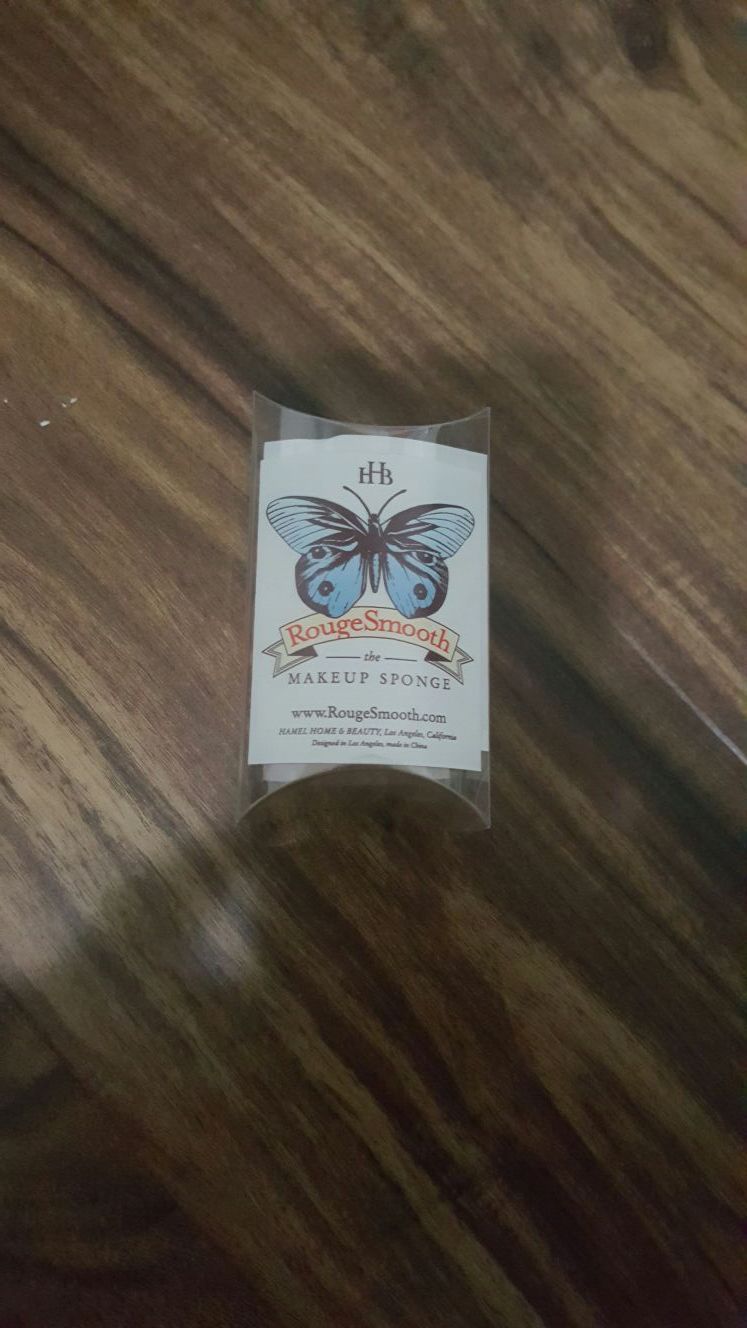 HHB
RougeSmooth
the
MAKEUP SPONGE
www.RougeSmooth.com
HAMEL HOME & BEAUTY, Los Angeles, California
Designed in Los Angeles, made in China